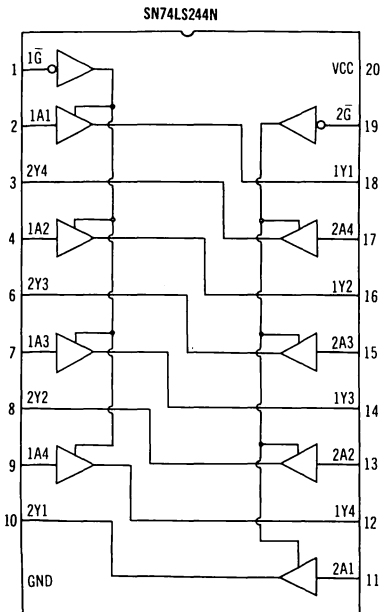 SN74LS244N
1 1G̅ VCC 20
2 1A1 2G̅ 19
3 2Y4 1Y1 18
4 1A2 2A4 17
6 2Y3 1Y2 16
7 1A3 2A3 15
8 2Y2 1Y3 14
9 1A4 2A2 13
10 2Y1 1Y4 12
GND 2A1 11